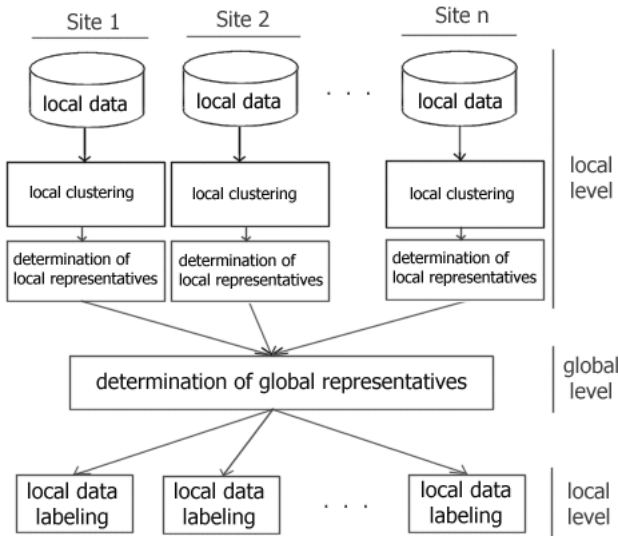 Site 1
Site 2
Site n
local data
local data
. . .
local data
local clustering
local clustering
local clustering
local
level
determination of
local representatives
determination of
local representatives
determination of
local representatives
determination of global representatives
global
level
local data
labeling
local data
labeling
. . .
local data
labeling
local
level